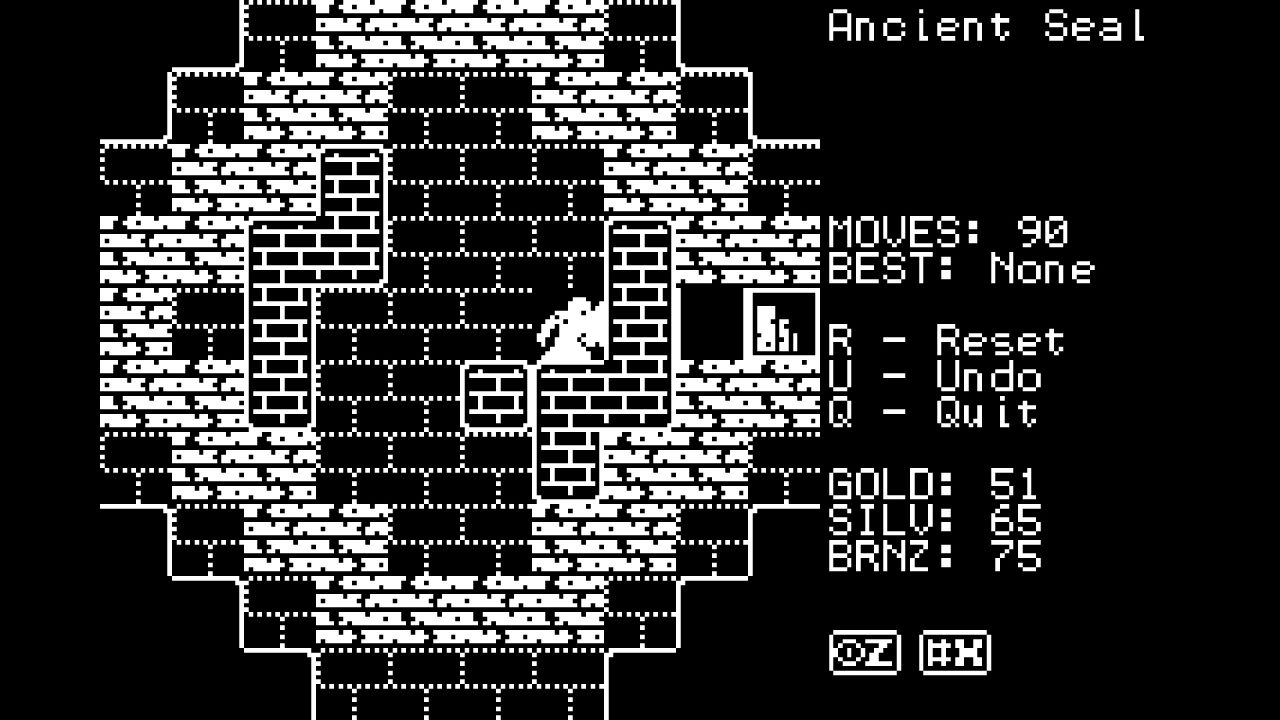 Ancient Seal
MOVES: 90
BEST: None
R - Reset
U - Undo
Q - Quit
GOLD: 51
SILV: 65
BRNZ: 75